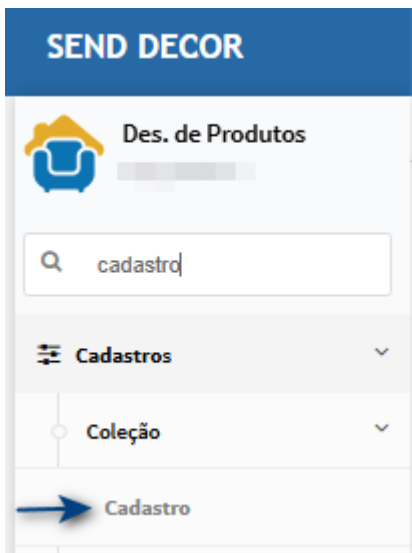 SEND DECOR
Des. de Produtos
cadastro
Cadastros
Coleção
Cadastro